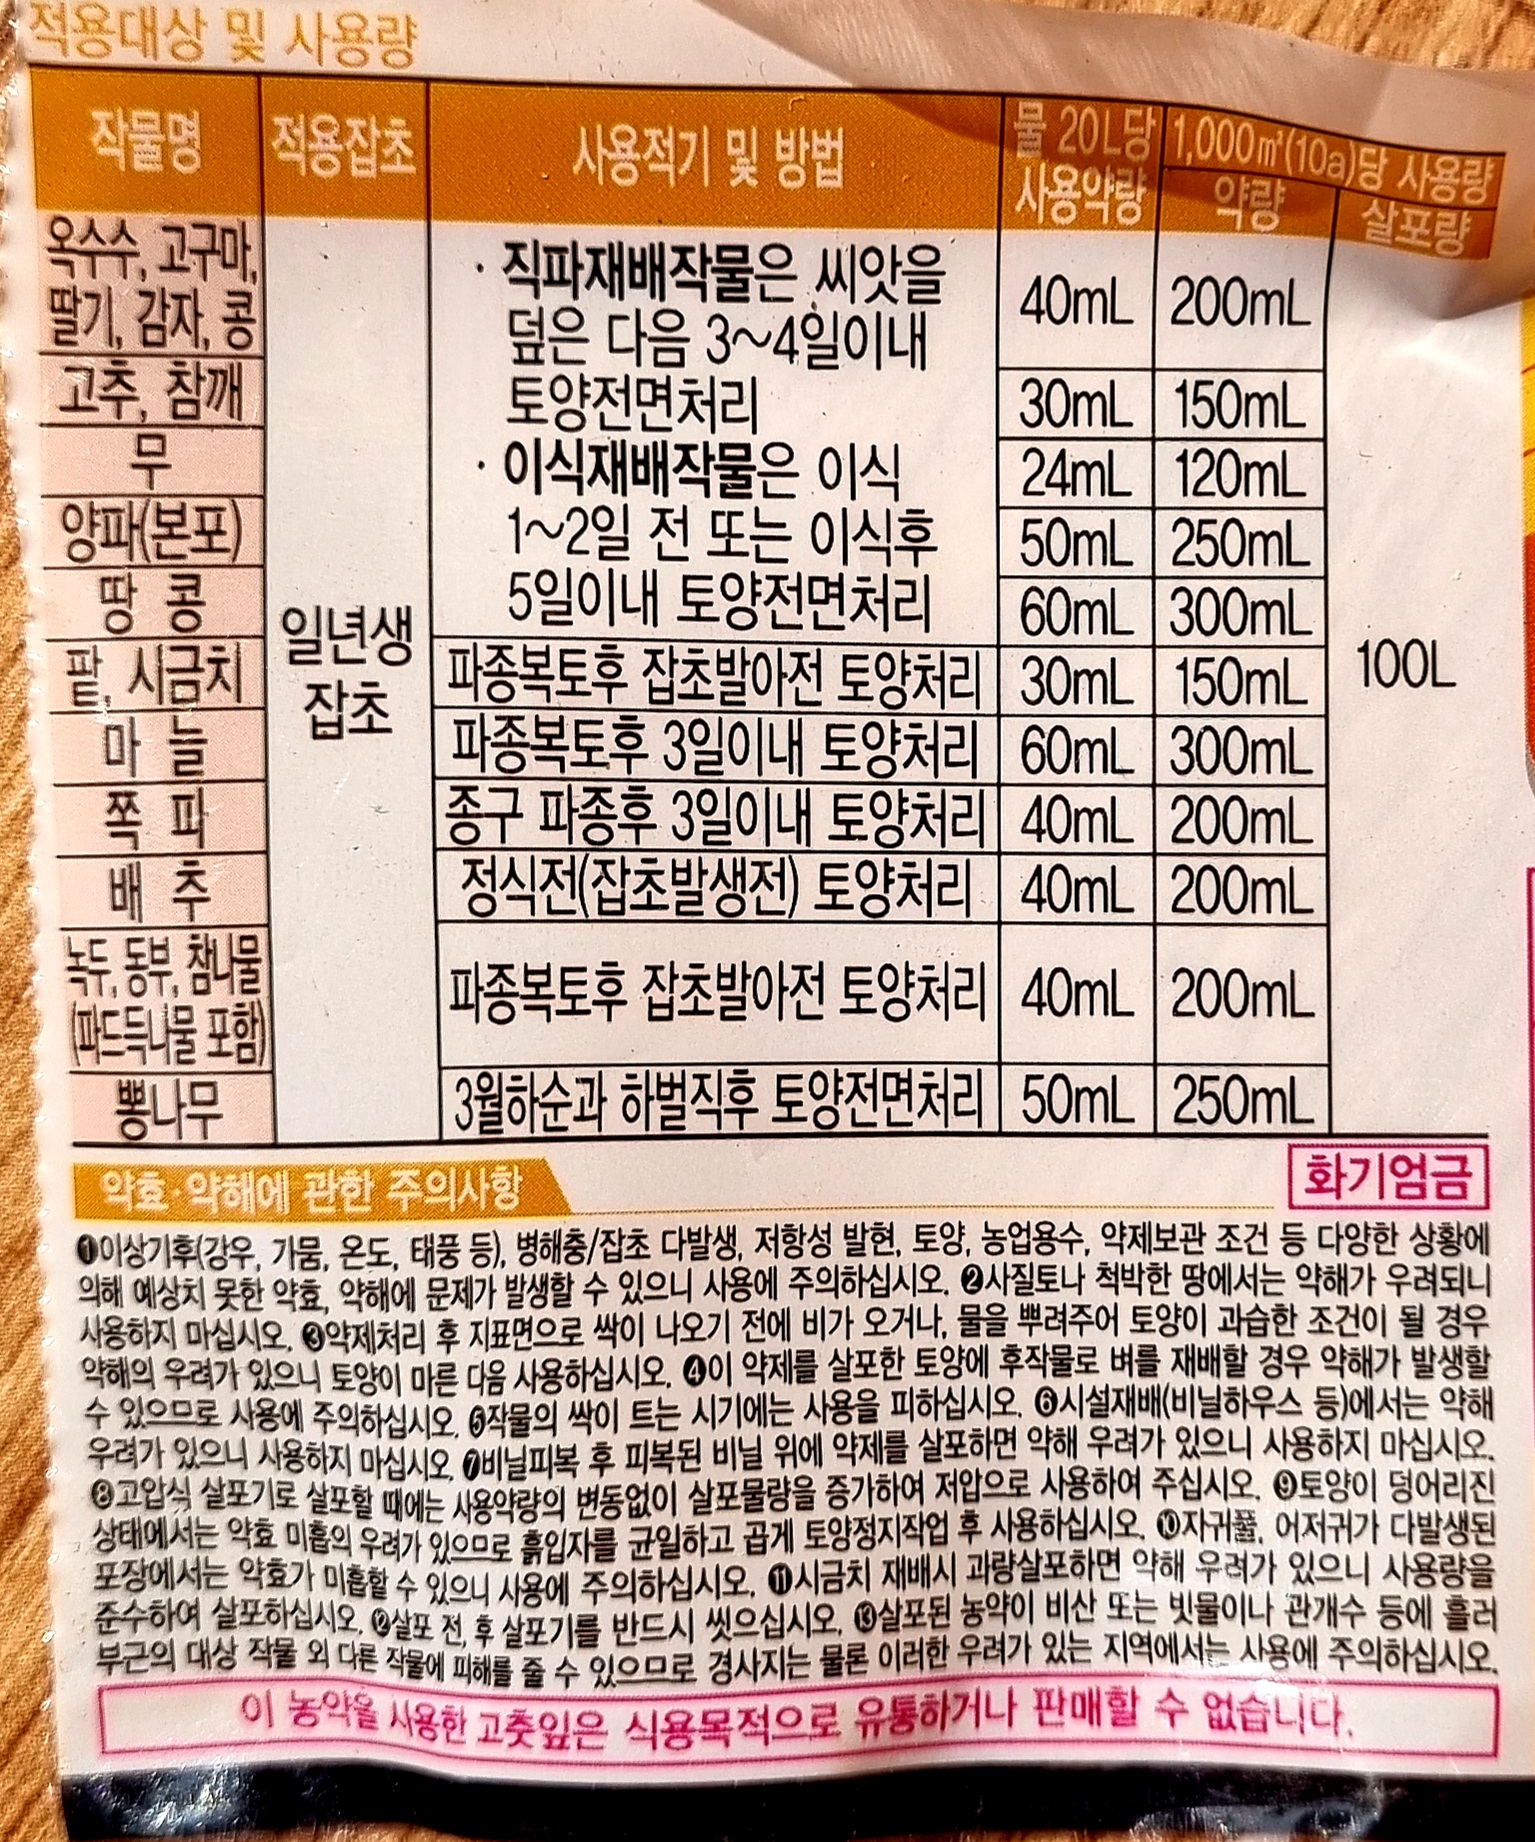 적용대상 및 사용량
작물명 적용잡초 사용적기 및 방법 물 20L당 사용약량 1,000㎡(10a)당 사용량
약량 살포량
옥수수, 고구마,
딸기, 감자, 콩
40mL 200mL
고추, 참깨
30mL 150mL
무
24mL 120mL
양파(본포)
50mL 250mL
땅 콩
60mL 300mL
· 직파재배작물은 씨앗을
덮은 다음 3~4일이내
토양전면처리
· 이식재배작물은 이식
1~2일 전 또는 이식후
5일이내 토양전면처리
일년생
잡초
100L
팥, 시금치 파종복토후 잡초발아전 토양처리 30mL 150mL
마 늘 파종복토후 3일이내 토양처리 60mL 300mL
쪽 파 종구 파종후 3일이내 토양처리 40mL 200mL
배 추 정식전(잡초발생전) 토양처리 40mL 200mL
녹두, 동부, 참나물
(파드득나물 포함)
파종복토후 잡초발아전 토양처리 40mL 200mL
뽕나무 3월하순과 하벌직후 토양전면처리 50mL 250mL
약효·약해에 관한 주의사항
화기엄금
❶이상기후(강우, 가뭄, 온도, 태풍 등), 병해충/잡초 다발생, 저항성 발현, 토양, 농업용수, 약제보관 조건 등 다양한 상황에
의해 예상치 못한 약효, 약해에 문제가 발생할 수 있으니 사용에 주의하십시오. ❷사질토나 척박한 땅에서는 약해가 우려되니
사용하지 마십시오. ❸약제처리 후 지표면으로 싹이 나오기 전에 비가 오거나, 물을 뿌려주어 토양이 과습한 조건이 될 경우
약해의 우려가 있으니 토양이 마른 다음 사용하십시오. ❹이 약제를 살포한 토양에 후작물로 벼를 재배할 경우 약해가 발생할
수 있으므로 사용에 주의하십시오. ❺작물의 싹이 트는 시기에는 사용을 피하십시오. ❻시설재배(비닐하우스 등)에서는 약해
우려가 있으니 사용하지 마십시오. ❼비닐피복 후 피복된 비닐 위에 약제를 살포하면 약해 우려가 있으니 사용하지 마십시오.
❽고압식 살포기로 살포할 때에는 사용약량의 변동없이 살포물량을 증가하여 저압으로 사용하여 주십시오. ❾토양이 덩어리진
상태에서는 약효 미흡의 우려가 있으므로 흙입자를 균일하고 곱게 토양정지작업 후 사용하십시오. ❿자귀풀, 어저귀가 다발생된
포장에서는 약효가 미흡할 수 있으니 사용에 주의하십시오. ⓫시금치 재배시 과량살포하면 약해 우려가 있으니 사용량을
준수하여 살포하십시오. ⓬살포 전, 후 살포기를 반드시 씻으십시오. ⓭살포된 농약이 비산 또는 빗물이나 관개수 등에 흘러
부근의 대상 작물 외 다른 작물에 피해를 줄 수 있으므로 경사지는 물론 이러한 우려가 있는 지역에서는 사용에 주의하십시오.
이 농약을 사용한 고춧잎은 식용목적으로 유통하거나 판매할 수 없습니다.